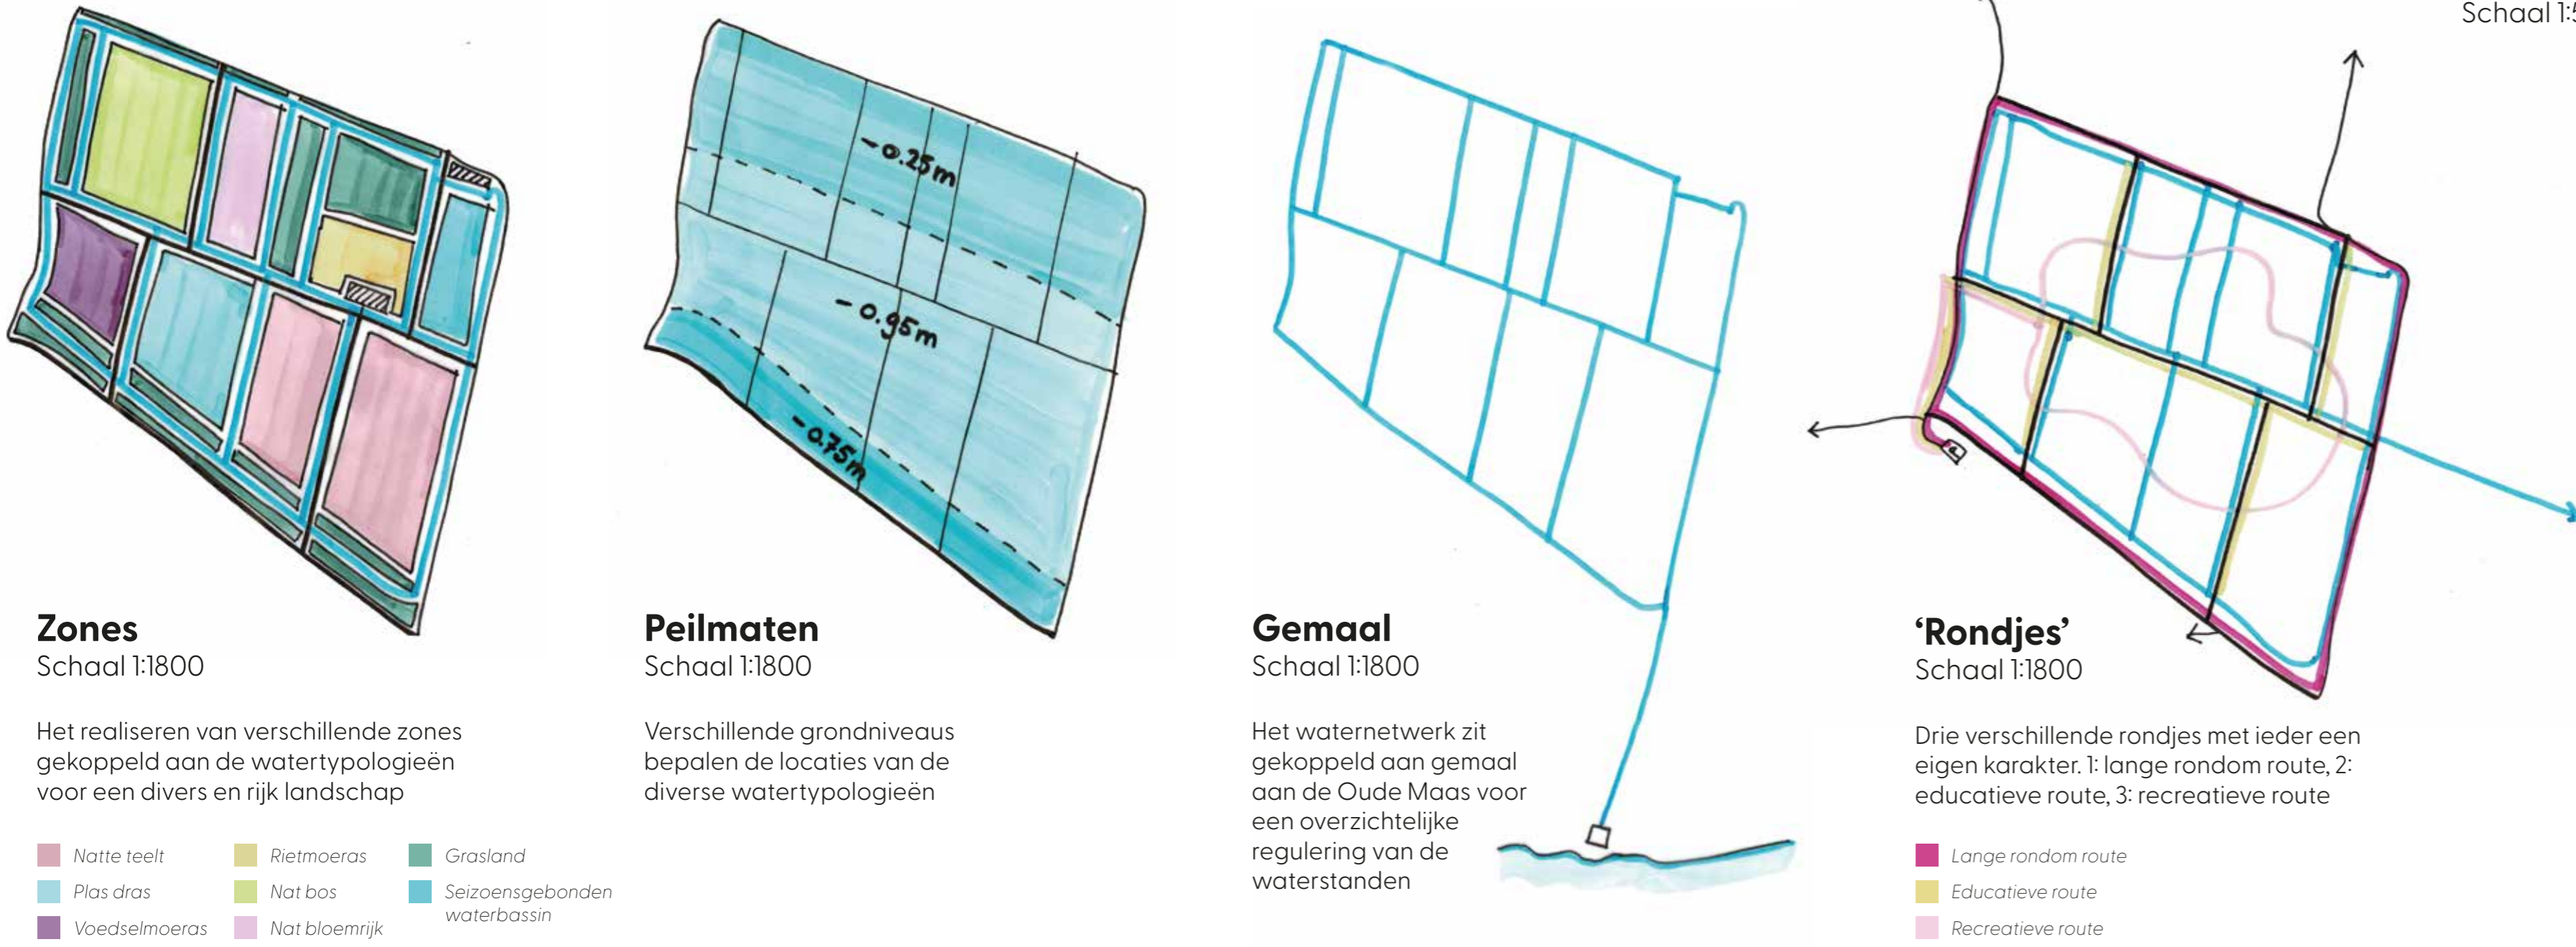 Schaal 1:5
-0.25m
-0.95m
-0.75m
Zones
Schaal 1:1800
Het realiseren van verschillende zones
gekoppeld aan de watertypologieën
voor een divers en rijk landschap
Natte teelt
Plas dras
Voedselmoeras
Rietmoeras
Nat bos
Nat bloemrijk
Grasland
Seizoensgebonden
waterbassin
Peilmaten
Schaal 1:1800
Verschillende grondniveaus
bepalen de locaties van de
diverse watertypologieën
Gemaal
Schaal 1:1800
Het waternetwerk zit
gekoppeld aan gemaal
aan de Oude Maas voor
een overzichtelijke
regulering van de
waterstanden
‘Rondjes’
Schaal 1:1800
Drie verschillende rondjes met ieder een
eigen karakter. 1: lange rondom route, 2:
educatieve route, 3: recreatieve route
Lange rondom route
Educatieve route
Recreatieve route